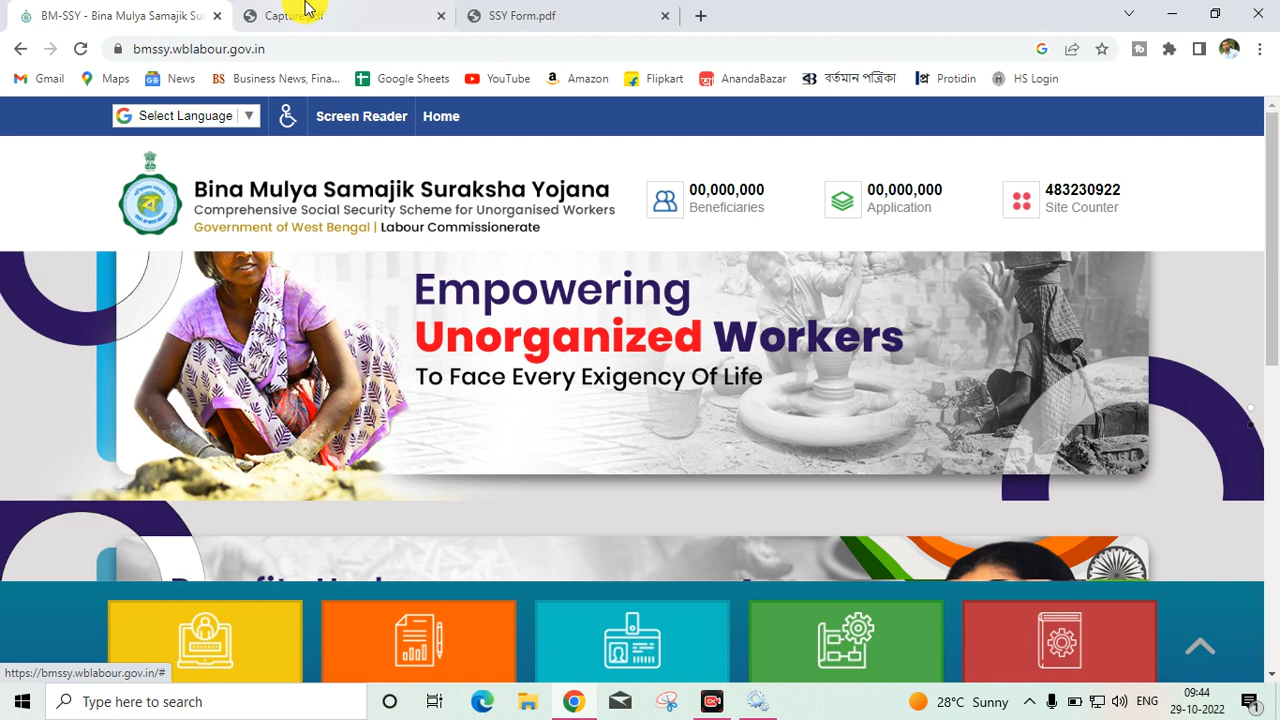 BM-SSY - Bina Mulya Samajik Su
SSY Form.pdf
bmssy.wblabour.gov.in
Gmail
Maps
News
BS
Business News, Fina...
Google Sheets
YouTube
Amazon
Flipkart
AnandaBazar
বর্তমান পত্রিকা
Protidin
HS Login
Select Language
Screen Reader
Home
Bina Mulya Samajik Suraksha Yojana
Comprehensive Social Security Scheme for Unorganised Workers
Government of West Bengal | Labour Commissionerate
00,000,000
Beneficiaries
00,000,000
Application
483230922
Site Counter
Empowering
Unorganized Workers
To Face Every Exigency Of Life
https://bmssy.wblabour.gov.in/#
Type here to search
28°C Sunny
ENG
09:44
29-10-2022